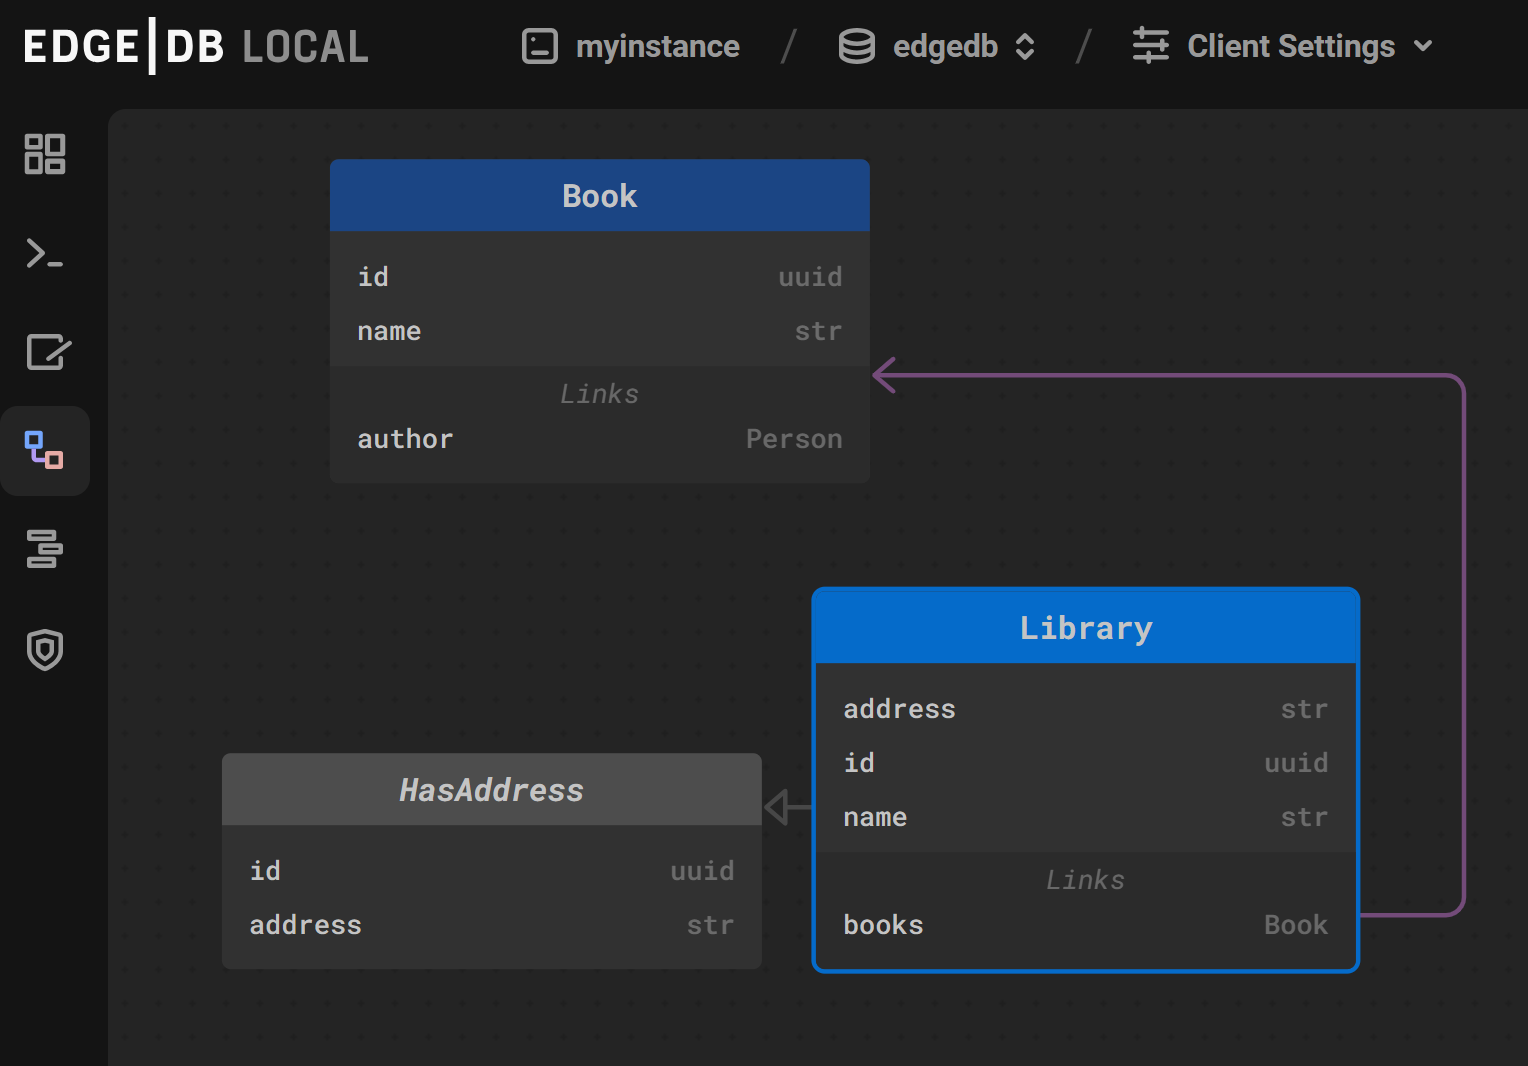 EDGE|DB LOCAL myinstance / edgedb / Client Settings
Book
id uuid
name str
Links
author Person
Library
address str
id uuid
name str
Links
books Book
HasAddress
id uuid
address str